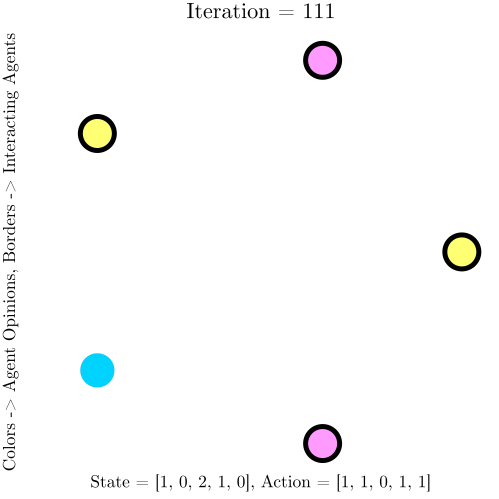 Iteration = 111
Colors -> Agent Opinions, Borders -> Interacting Agents
State = [1, 0, 2, 1, 0], Action = [1, 1, 0, 1, 1]